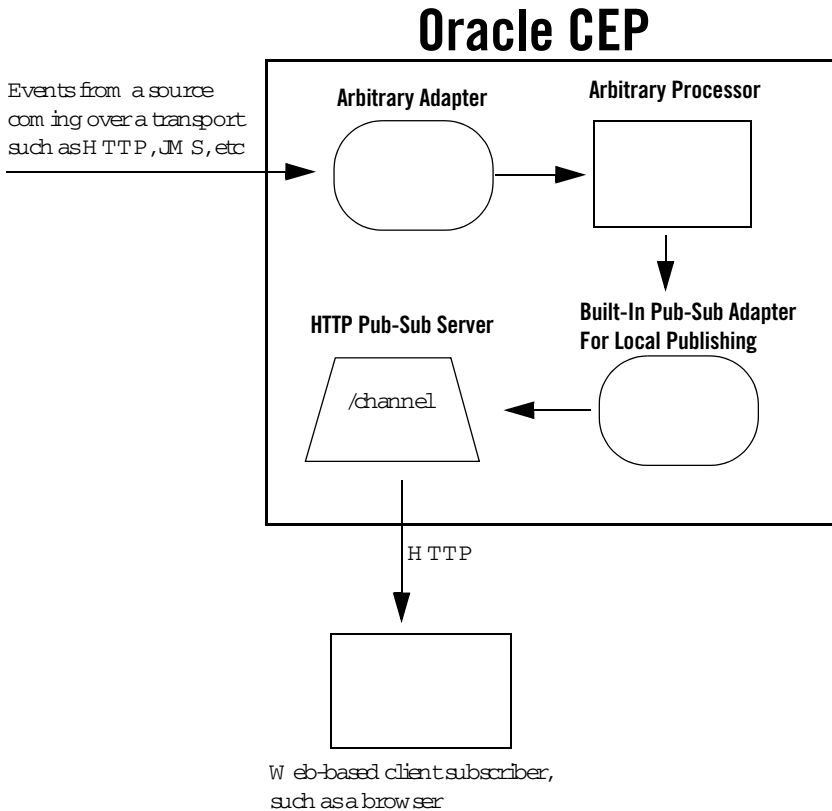 Oracle CEP
Events from a source
coming over a transport
such as HTTP, JMS, etc
Arbitrary Adapter
Arbitrary Processor
HTTP Pub-Sub Server
Built-In Pub-Sub Adapter
For Local Publishing
/channel
HTTP
Web-based client subscriber,
such as a browser